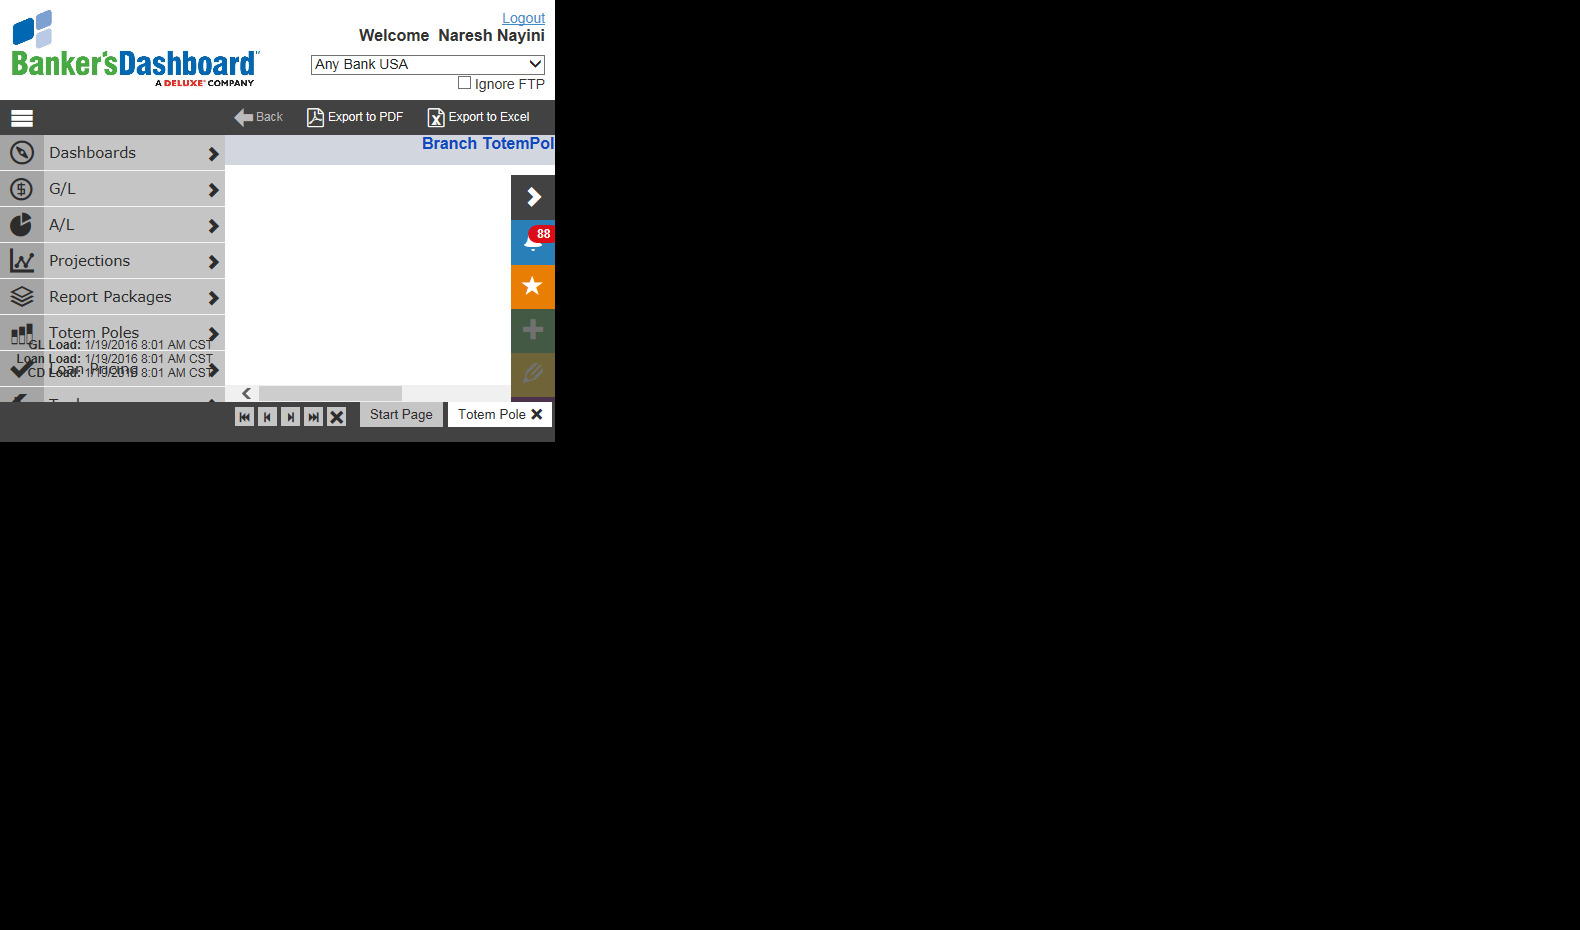 Logout
Welcome Naresh Nayini
Banker'sDashboard™
A DELUXE® COMPANY
Any Bank USA
Ignore FTP
Back
Export to PDF
Export to Excel
Dashboards
Branch TotemPol
G/L
A/L
88
Projections
Report Packages
Totem Poles
GL Load: 1/19/2016 8:01 AM CST
Loan Load: 1/19/2016 8:01 AM CST
Loan Pricing
CD Load: 1/19/2016 8:01 AM CST
Start Page
Totem Pole